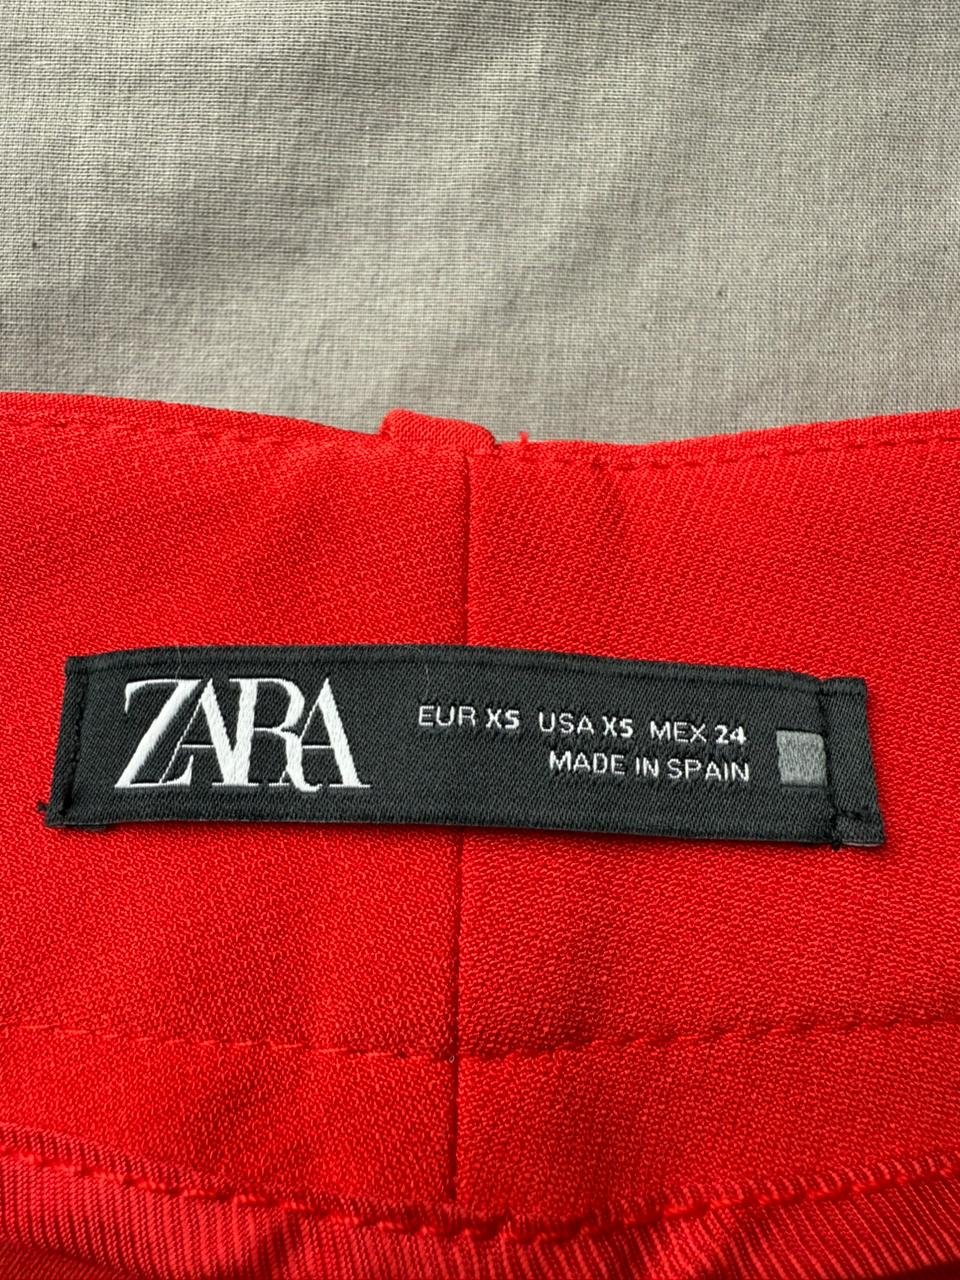 ZARA
EUR XS USA XS MEX 24
MADE IN SPAIN